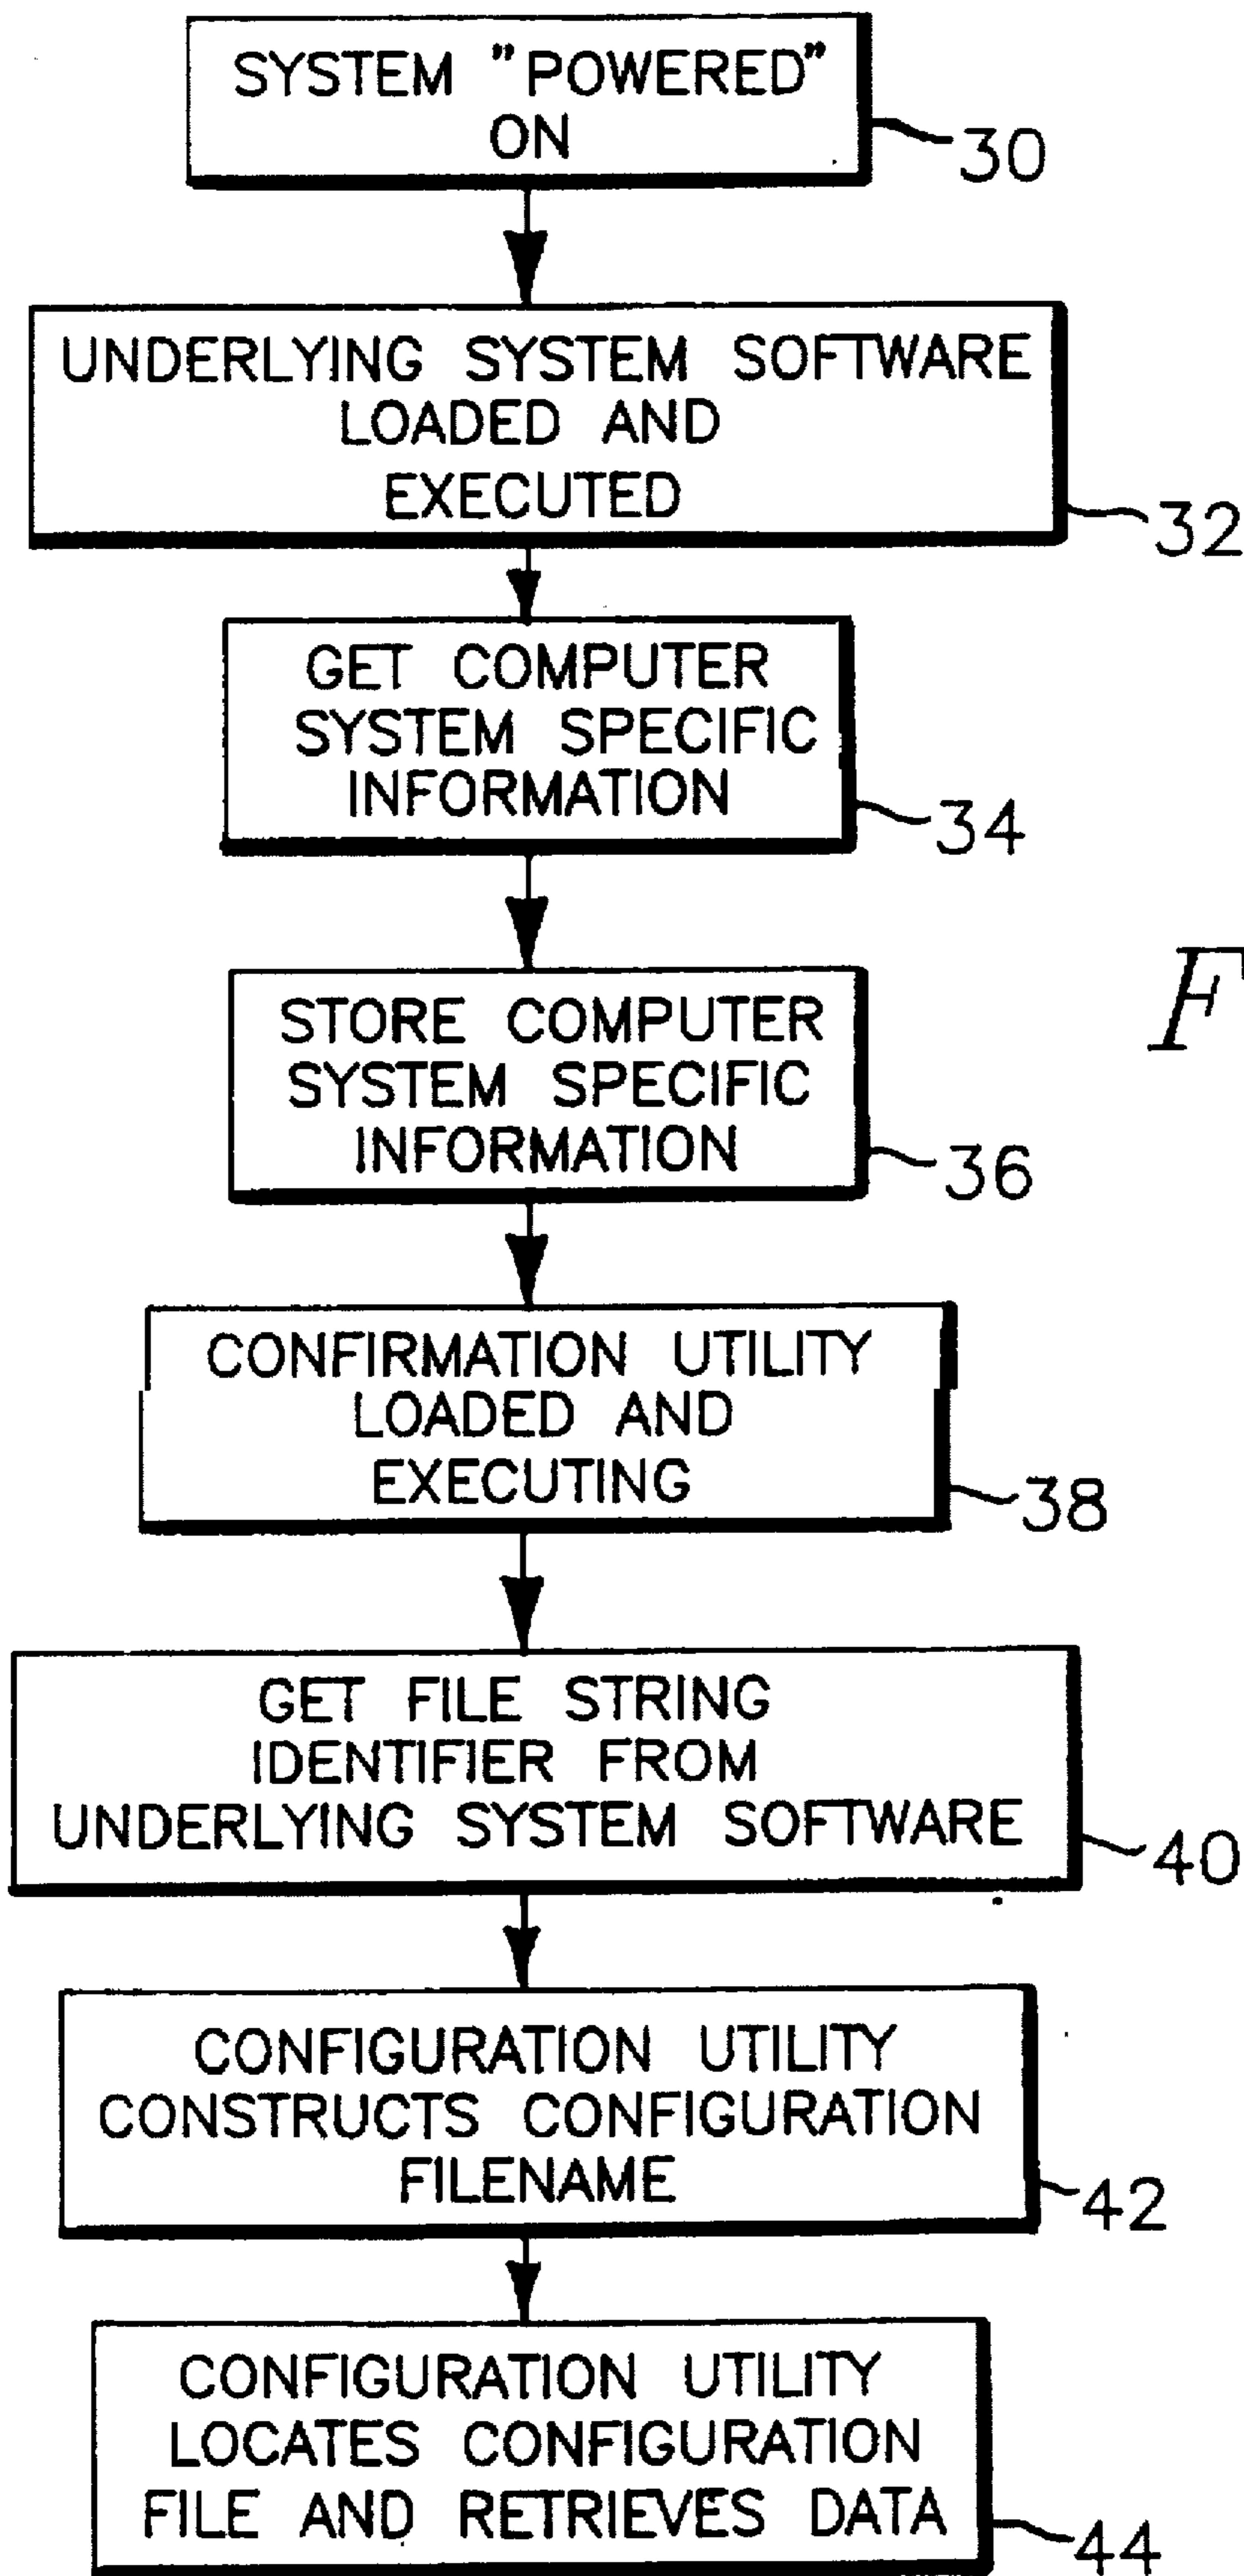 SYSTEM "POWERED"
ON
30
UNDERLYING SYSTEM SOFTWARE
LOADED AND
EXECUTED
32
GET COMPUTER
SYSTEM SPECIFIC
INFORMATION
34
F
STORE COMPUTER
SYSTEM SPECIFIC
INFORMATION
36
CONFIRMATION UTILITY
LOADED AND
EXECUTING
38
GET FILE STRING
IDENTIFIER FROM
UNDERLYING SYSTEM SOFTWARE
40
CONFIGURATION UTILITY
CONSTRUCTS CONFIGURATION
FILENAME
42
CONFIGURATION UTILITY
LOCATES CONFIGURATION
FILE AND RETRIEVES DATA
44